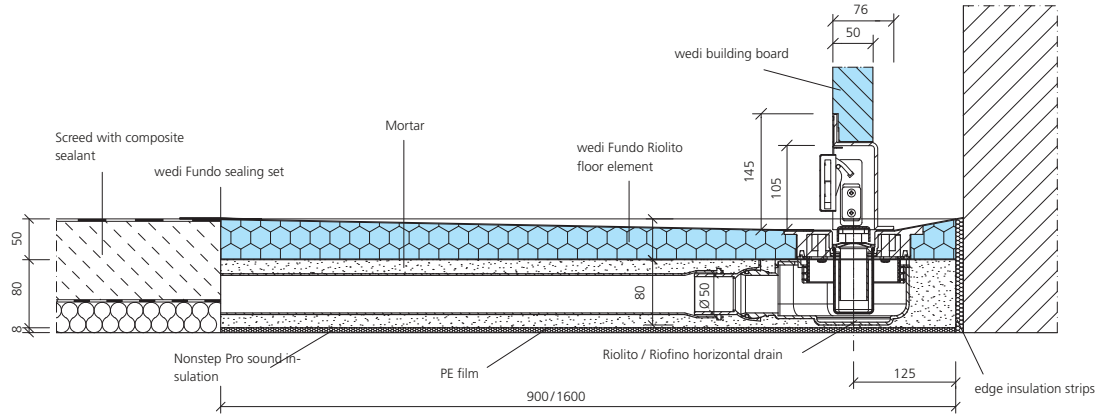 76
50
wedi building board
Screed with composite
sealant
Mortar
wedi Fundo Riolito
floor element
wedi Fundo sealing set
145
105
50
80
8
80
Ø 50
Nonstep Pro sound in-
sulation
PE film
Riolito / Riofino horizontal drain
125
edge insulation strips
900/1600